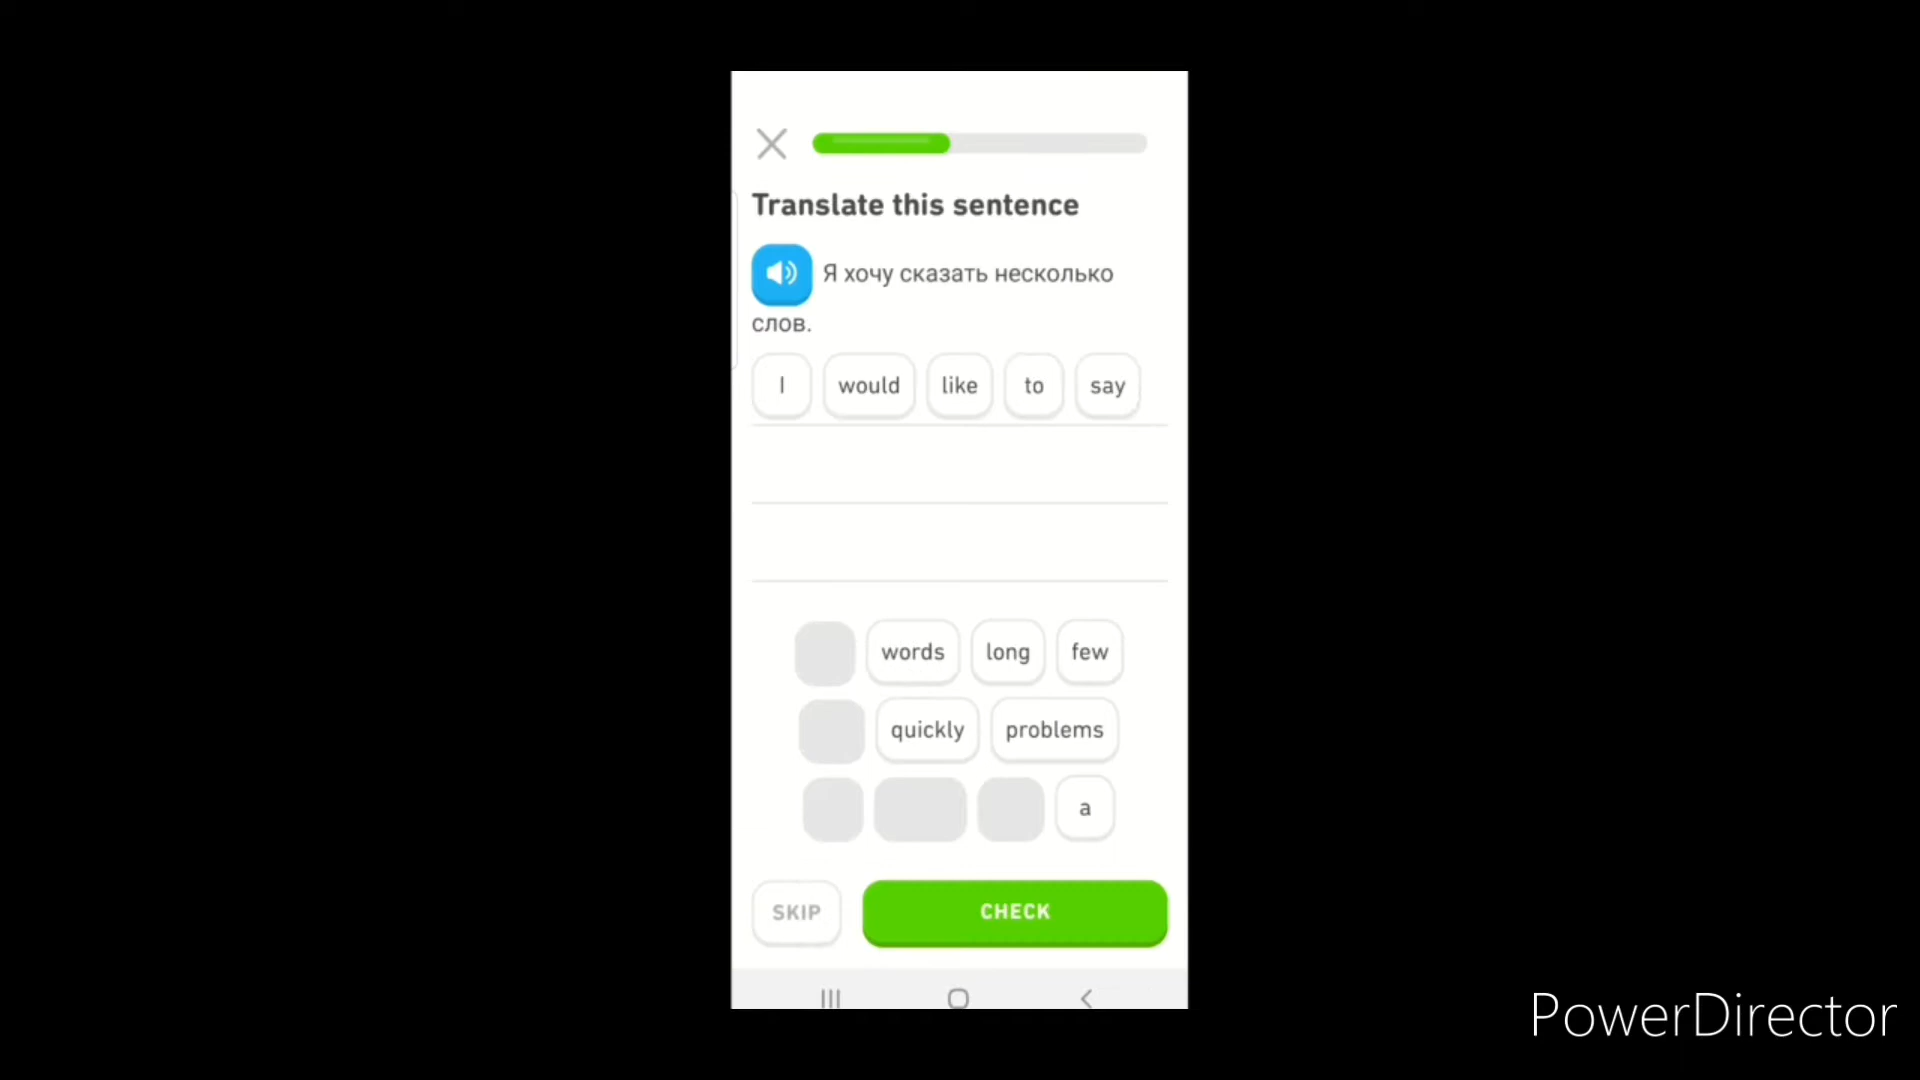 Translate this sentence
Я хочу сказать несколько
слов.
I would like to say
words long few
quickly problems
a
SKIP CHECK
PowerDirector